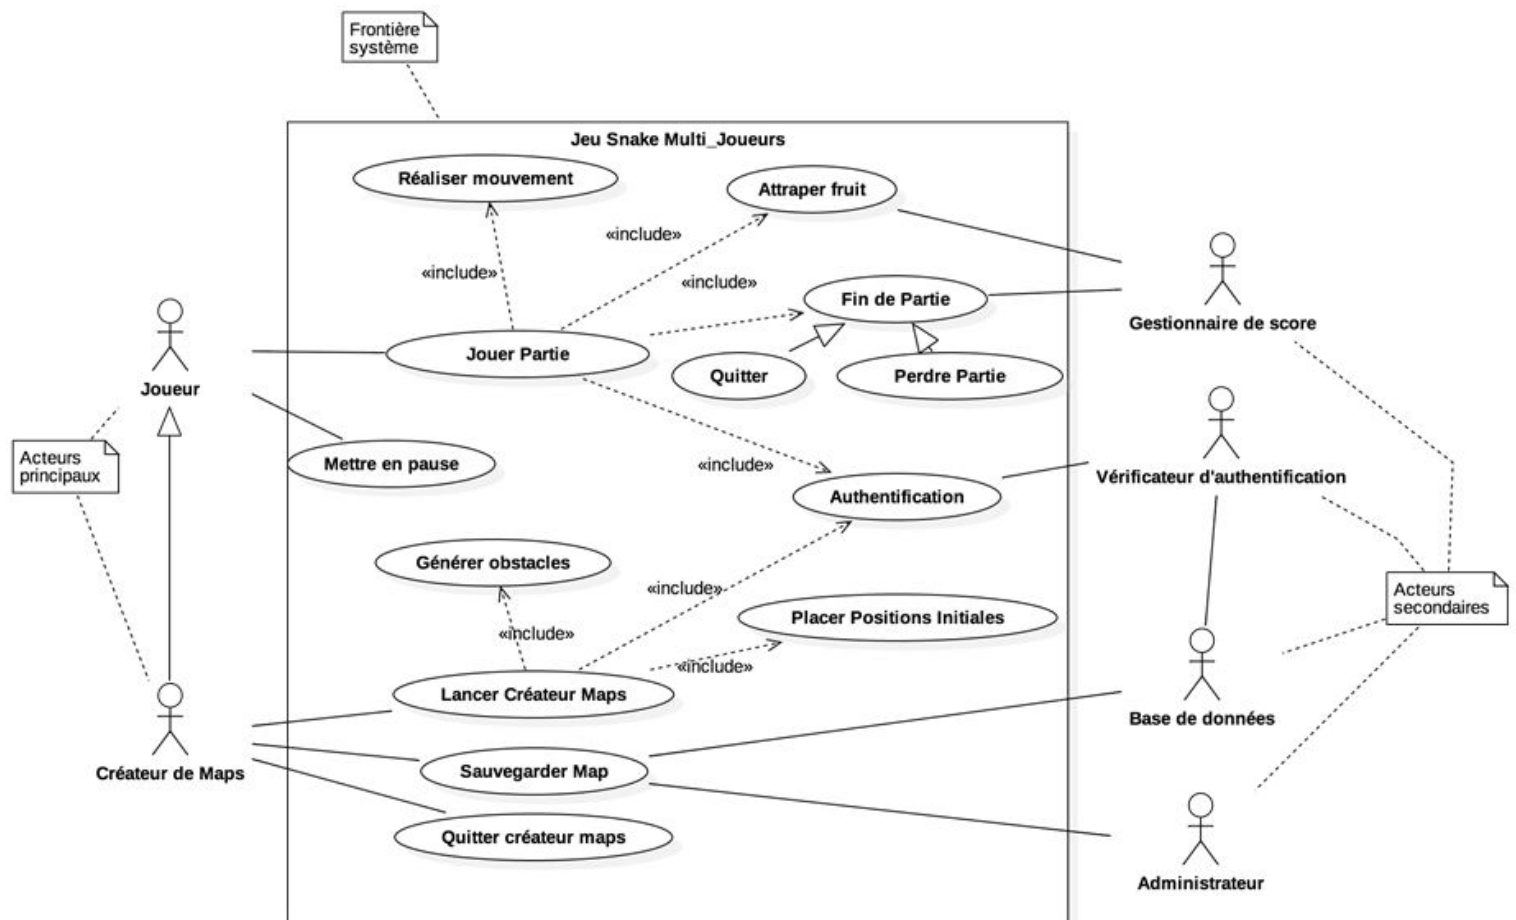 Frontière
système
Jeu Snake Multi_Joueurs
Réaliser mouvement
Attraper fruit
«include»
«include»
«include»
Fin de Partie
Gestionnaire de score
Jouer Partie
Quitter
Perdre Partie
Joueur
Acteurs
principaux
Mettre en pause
«include»
Vérificateur d'authentification
Authentification
Générer obstacles
«include»
Acteurs
secondaires
Placer Positions Initiales
«include»
«include»
Lancer Créateur Maps
Base de données
Créateur de Maps
Sauvegarder Map
Quitter créateur maps
Administrateur